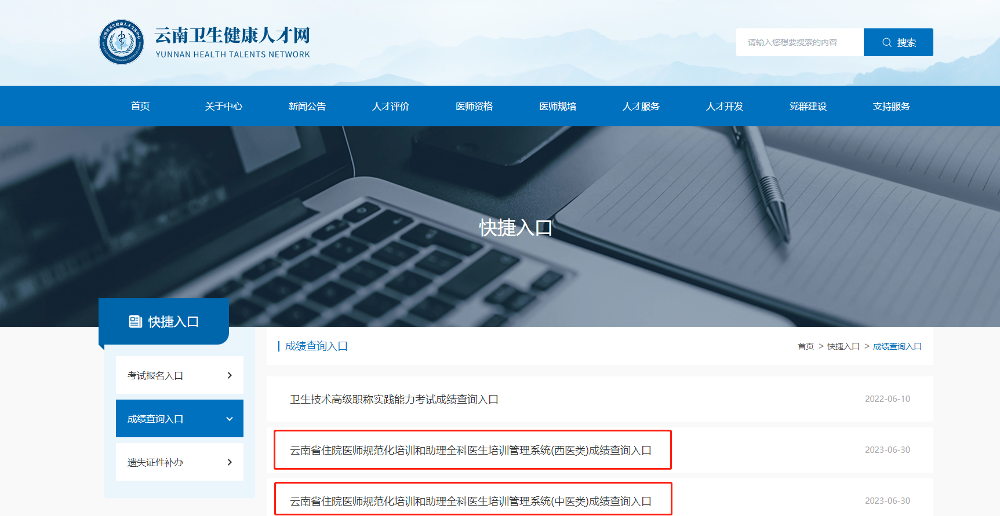 云南卫生健康人才网
YUNNAN HEALTH TALENTS NETWORK
请输入您想要搜索的内容
搜索
首页 关于中心 新闻公告 人才评价 医师资格 医师规培 人才服务 人才开发 党群建设 支持服务
快捷入口
快捷入口
考试报名入口
成绩查询入口
遗失证件补办
成绩查询入口
首页 > 快捷入口 > 成绩查询入口
卫生技术高级职称实践能力考试成绩查询入口 2022-06-10
云南省住院医师规范化培训和助理全科医生培训管理系统(西医类)成绩查询入口 2023-06-30
云南省住院医师规范化培训和助理全科医生培训管理系统(中医类)成绩查询入口 2023-06-30